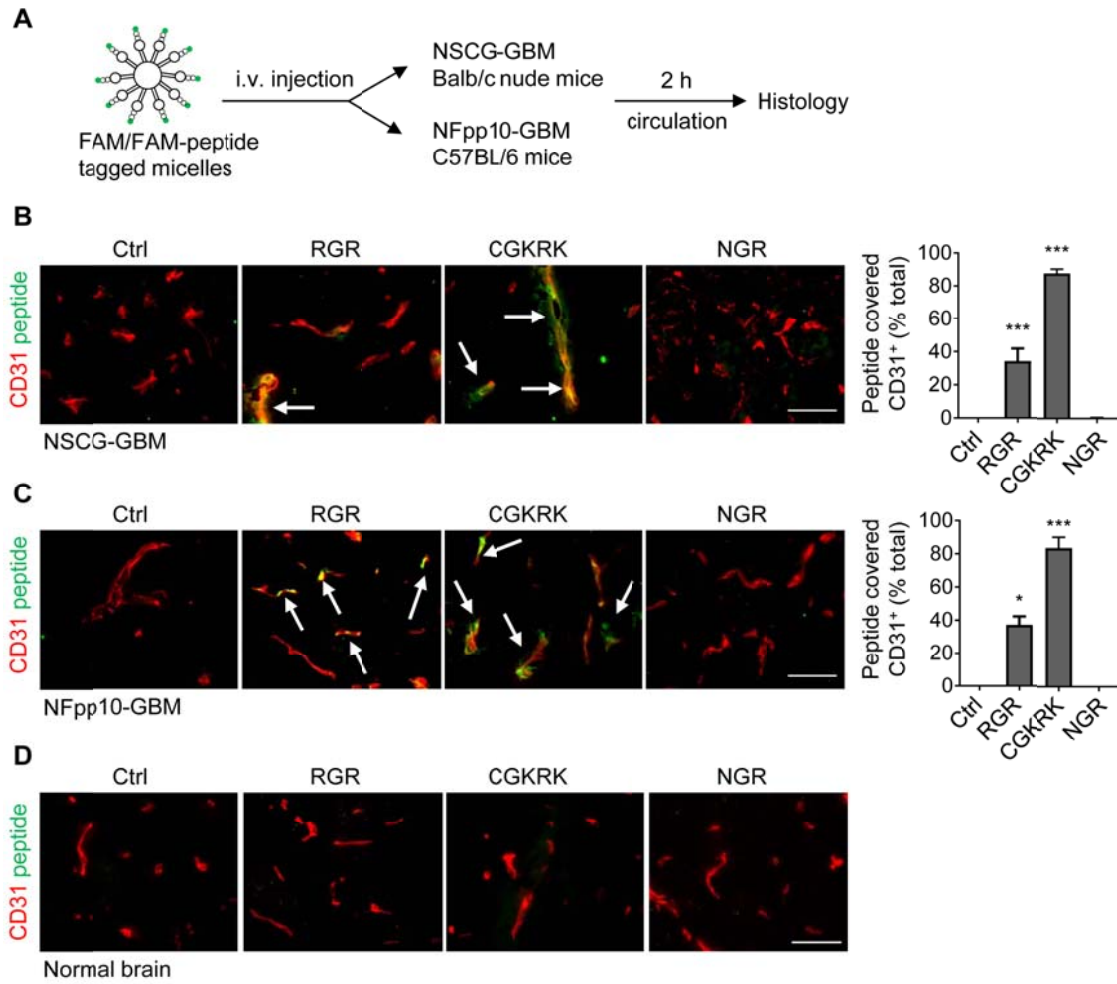 A
FAM/FAM-peptide
tagged micelles
i.v. injection
NSCG-GBM
Balb/c nude mice
NFpp10-GBM
C57BL/6 mice
2 h
circulation
Histology
B
Ctrl RGR CGKRK NGR
CD31 peptide
NSCG-GBM
Peptide covered
CD31⁺ (% total)
100
80
60
40
20
0
***
***
Ctrl
RGR
CGKRK
NGR
C
Ctrl RGR CGKRK NGR
CD31 peptide
NFpp10-GBM
Peptide covered
CD31⁺ (% total)
100
80
60
40
20
0
*
***
Ctrl
RGR
CGKRK
NGR
D
Ctrl RGR CGKRK NGR
CD31 peptide
Normal brain